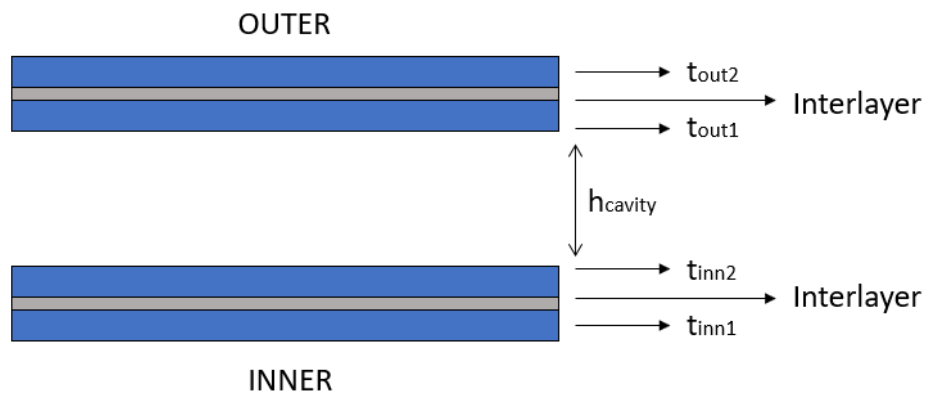 OUTER
tout2
Interlayer
tout1
hcavity
tinn2
Interlayer
tinn1
INNER